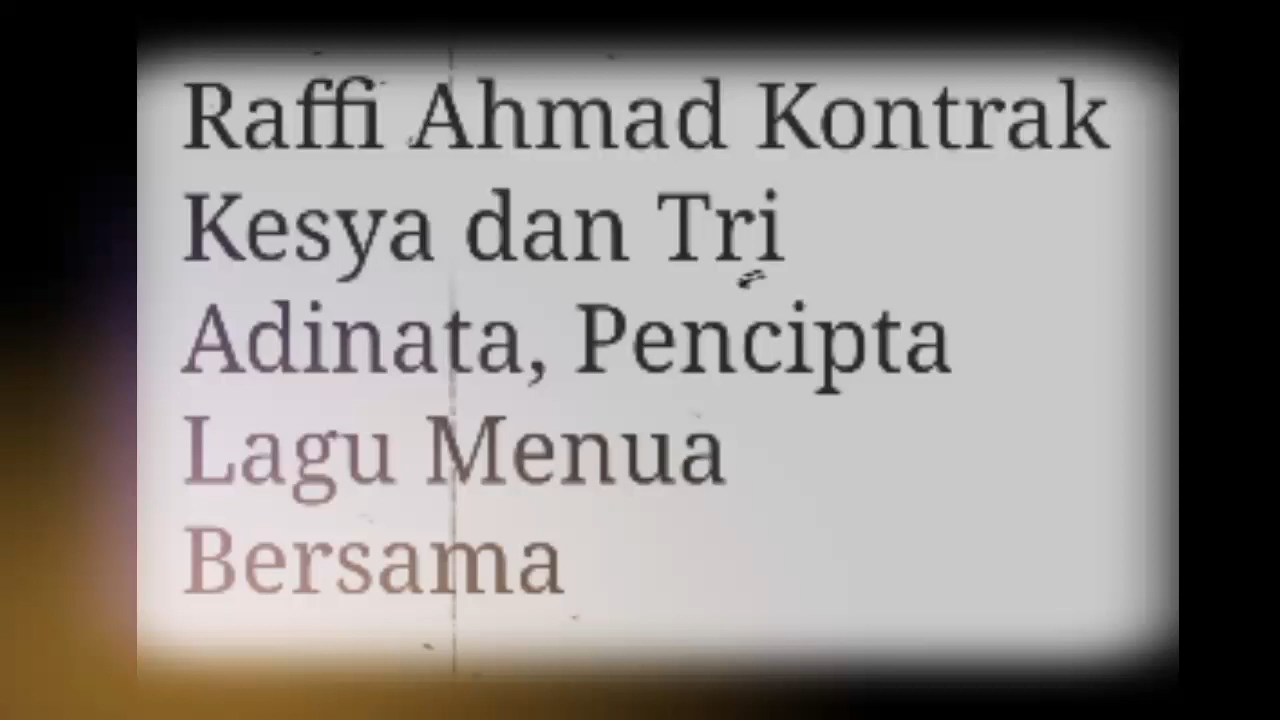 Raffi Ahmad Kontrak
Kesya dan Tri
Adinata, Pencipta
Lagu Menua
Bersama